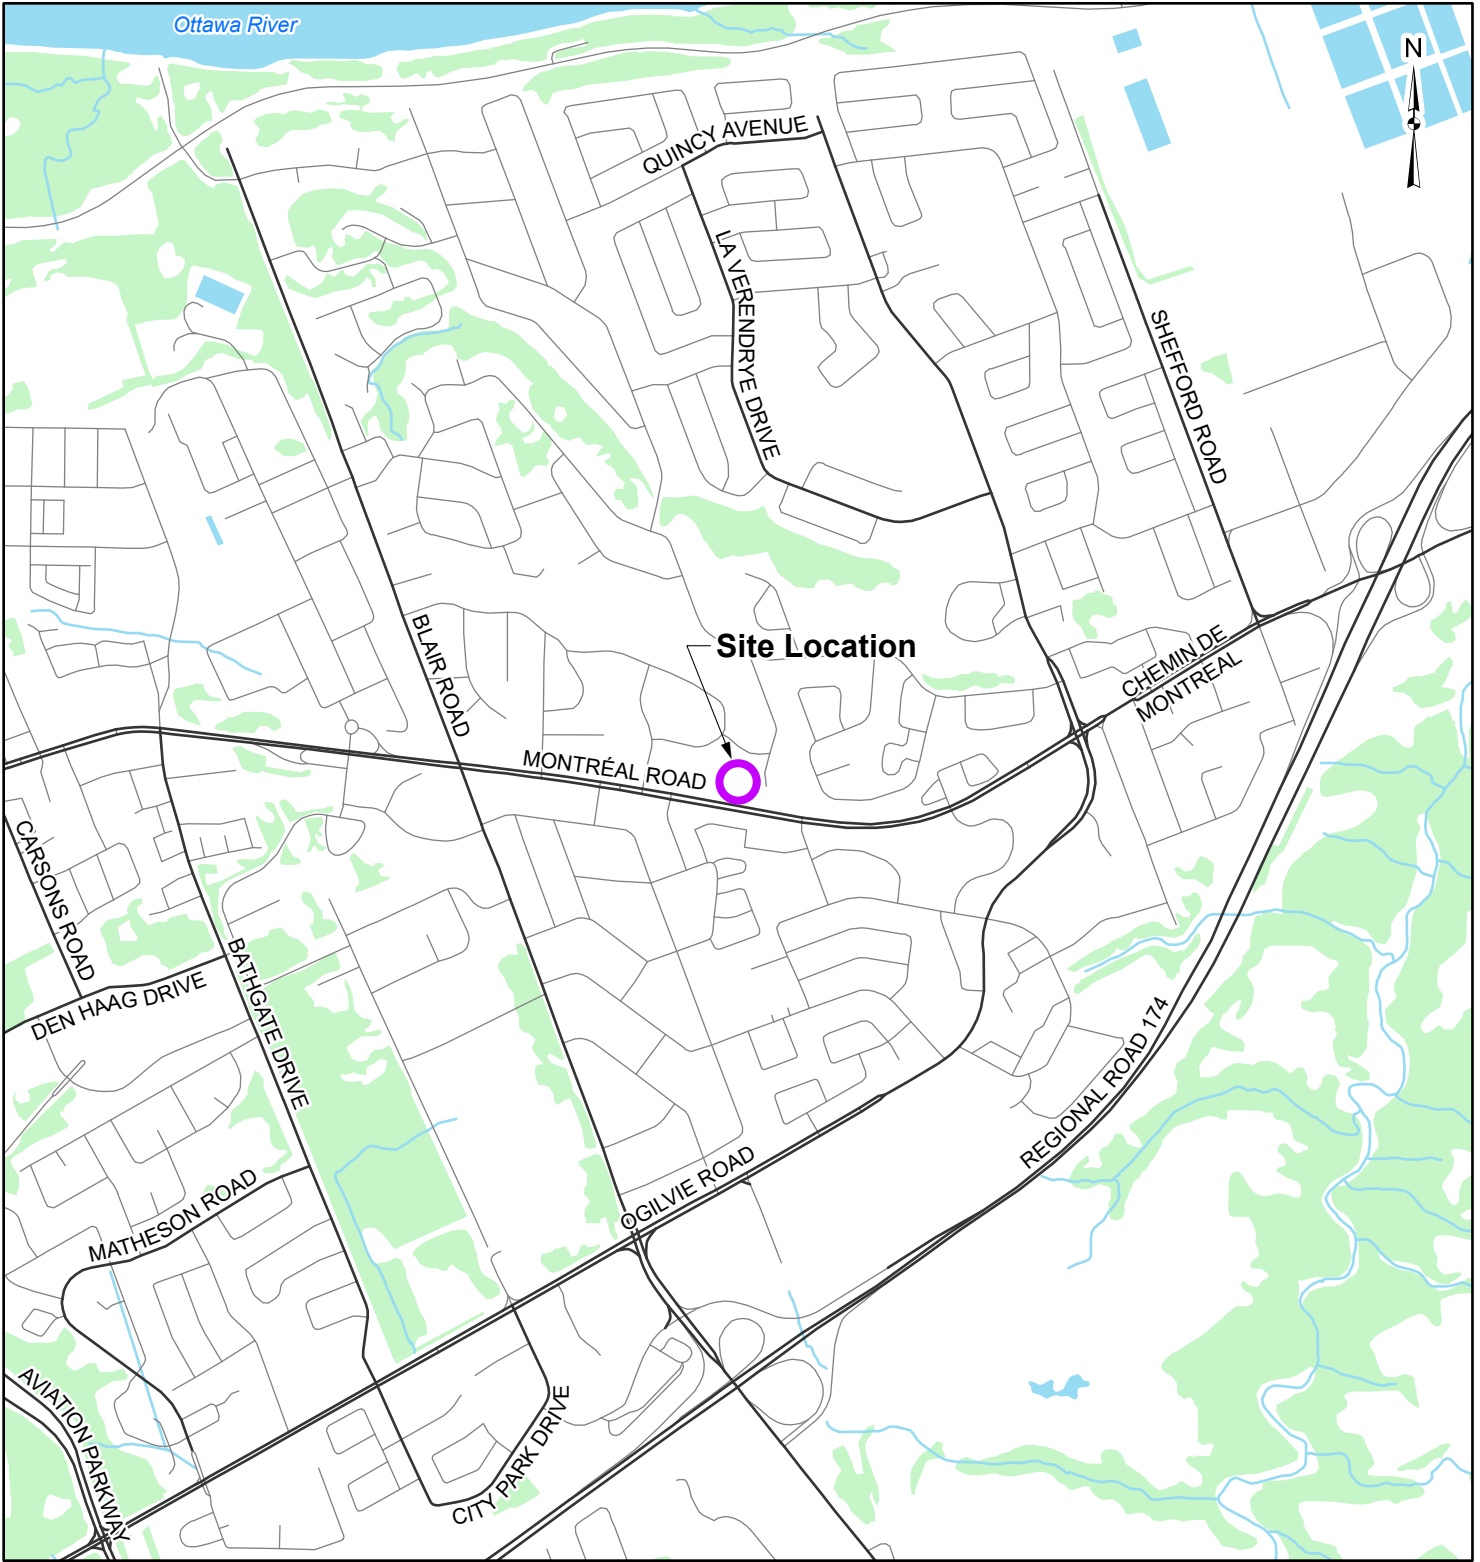 Ottawa River
N
QUINCY AVENUE
LA VERENDRYE DRIVE
SHEFFORD ROAD
BLAIR ROAD
Site Location
CHEMIN DE
MONTREAL
MONTRÉAL ROAD
CARSONS ROAD
BATHGATE DRIVE
DEN HAAG DRIVE
REGIONAL ROAD 174
MATHESON ROAD
OGILVIE ROAD
AVIATION PARKWAY
CITY PARK DRIVE